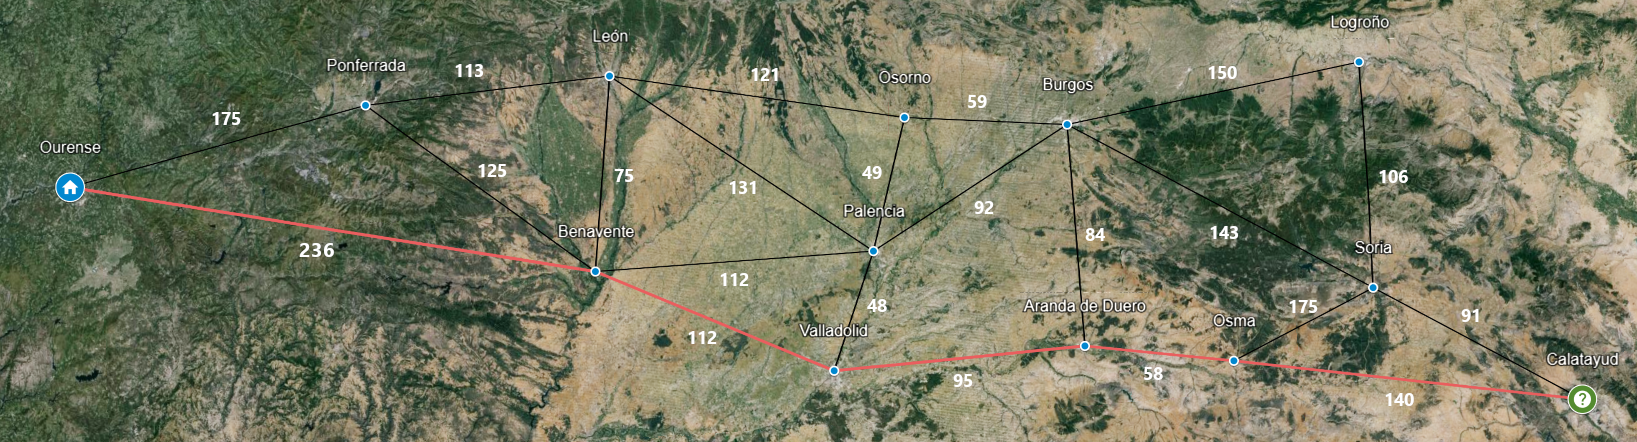 León
Logroño
Ponferrada
113
121
Osorno
Burgos
150
59
175
Ourense
125
75
131
49
106
Palencia
92
Benavente
84
143
Soria
236
112
48
Aranda de Duero
175
91
Osma
Valladolid
112
Calatayud
95
58
140
?